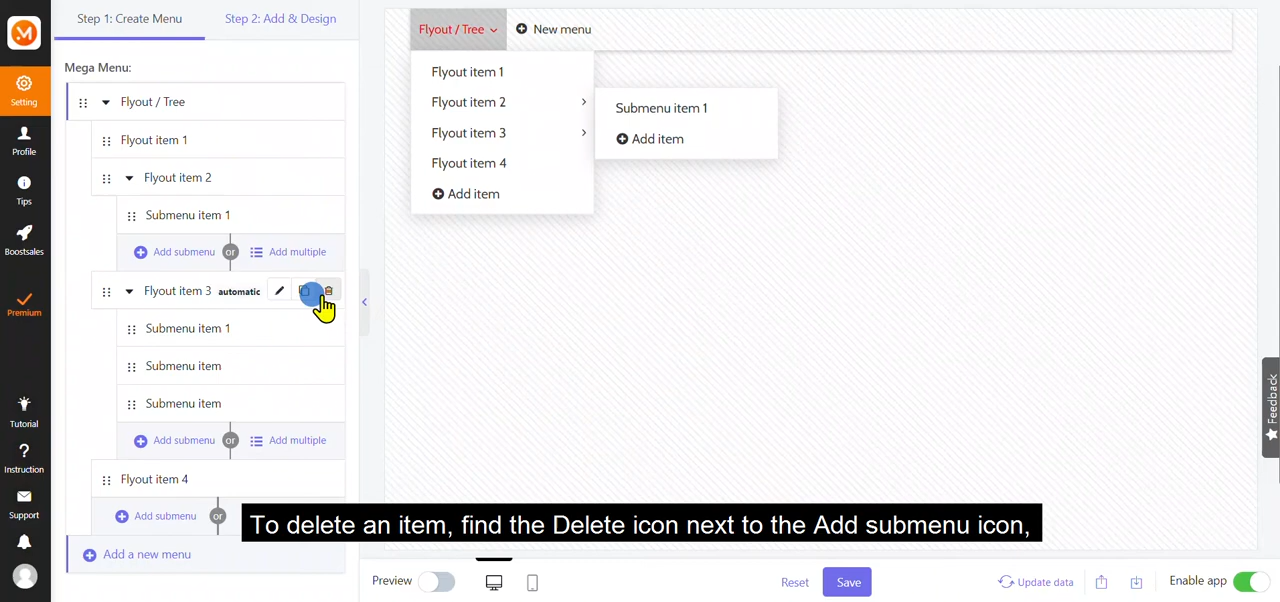 Step 1: Create Menu
Step 2: Add & Design
Setting
Profile
Tips
Boostsales
Premium
Tutorial
Instruction
Support
Mega Menu:
Flyout / Tree
Flyout item 1
Flyout item 2
Submenu item 1
Add submenu or Add multiple
Flyout item 3 automatic
Submenu item 1
Submenu item
Submenu item
Add submenu or Add multiple
Flyout item 4
Add submenu or
Add a new menu
Flyout / Tree
New menu
Flyout item 1
Flyout item 2
Flyout item 3
Flyout item 4
Add item
Submenu item 1
Add item
Feedback
To delete an item, find the Delete icon next to the Add submenu icon,
Preview
Reset
Save
Update data
Enable app